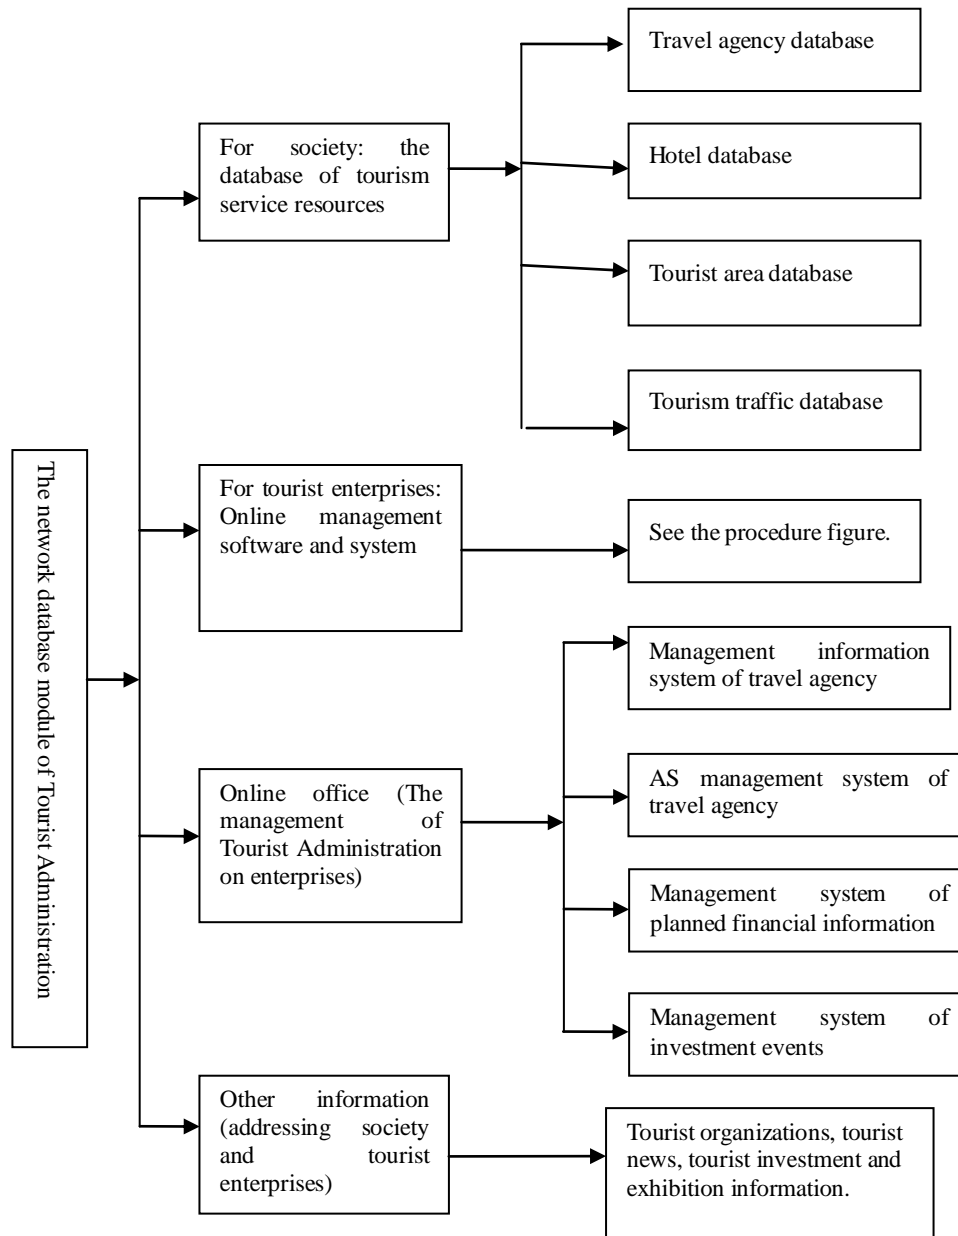 Travel agency database
For society: the
database of tourism
service resources
Hotel database
Tourist area database
Tourism traffic database
The network database module of Tourist Administration
For tourist enterprises:
Online management
software and system
See the procedure figure.
Management information
system of travel agency
Online office (The
management of
Tourist Administration
on enterprises)
AS management system of
travel agency
Management system of
planned financial information
Management system of
investment events
Other information
(addressing society
and tourist
enterprises)
Tourist organizations, tourist
news, tourist investment and
exhibition information.